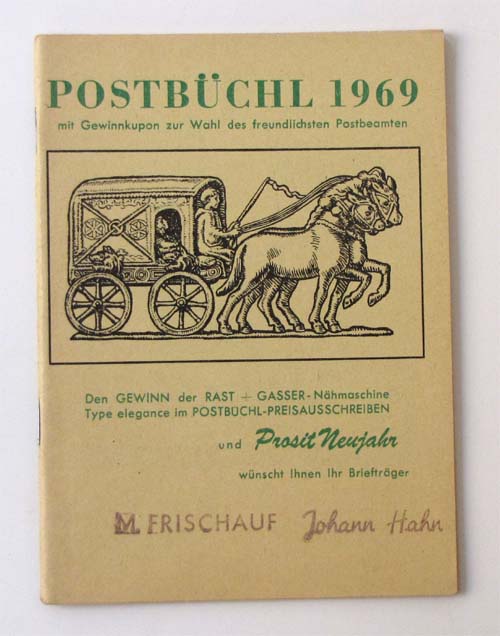 POSTBÜCHL 1969
mit Gewinnkupon zur Wahl des freundlichsten Postbeamten
Den GEWINN der RAST + GASSER-Nähmaschine
Type elegance im POSTBÜCHL-PREISAUSSCHREIBEN
und Prosit Neujahr
wünscht Ihnen Ihr Briefträger
M. FRISCHAUF Johann Hahn